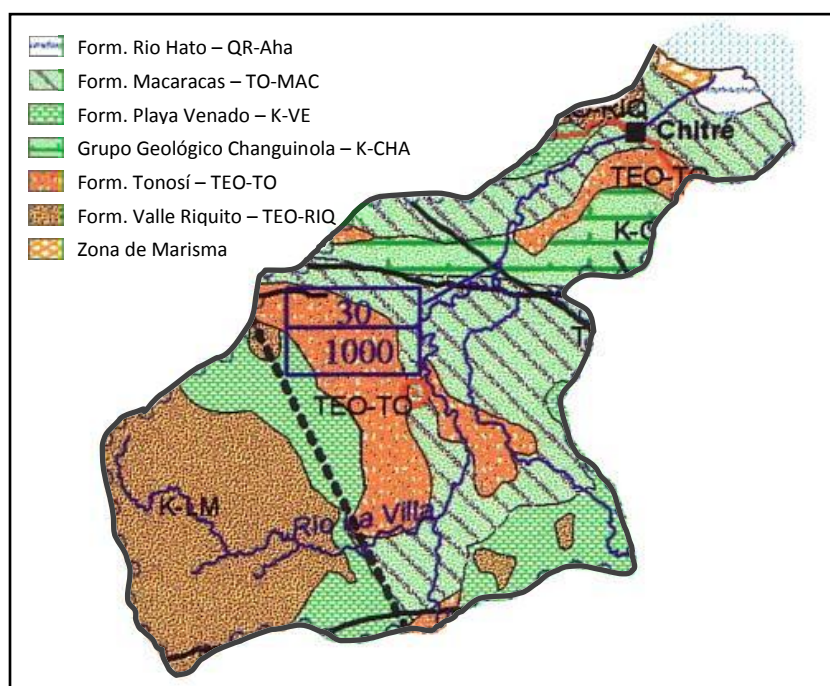 Form. Rio Hato – QR-Aha
Form. Macaracas – TO-MAC
Form. Playa Venado – K-VE
Grupo Geológico Changuinola – K-CHA
Form. Tonosí – TEO-TO
Form. Valle Riquito – TEO-RIQ
Zona de Marisma
Chitré
TEO-TO
K-C
30
1000
TEO-TO
K-LM
Rio La Villa